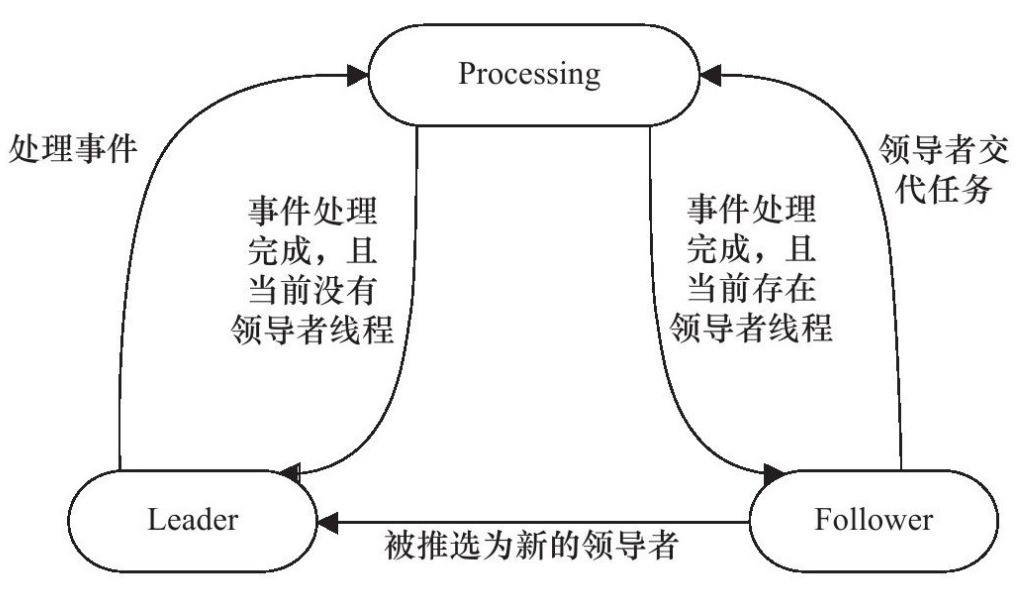 Processing
处理事件
领导者交
代任务
事件处理
完成，且
当前没有
领导者线程
事件处理
完成，且
当前存在
领导者线程
Leader
Follower
被推选为新的领导者